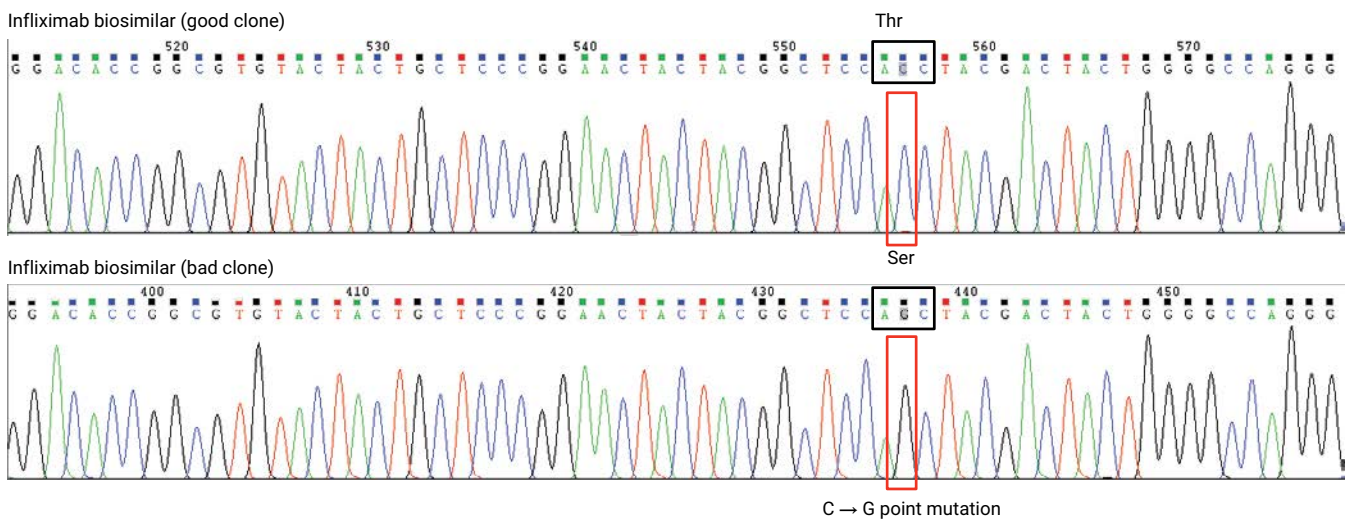 Infliximab biosimilar (good clone) Thr
520 530 540 550 560 570
G G A C A C C G G C G T G T A C T A C T G C T C C C G G A A C T A C T A C G G C T C C A C C T A C G A C T A C T G G G G C C A G G G
Ser
Infliximab biosimilar (bad clone)
400 410 420 430 440 450
G G A C A C C G G C G T G T A C T A C T G C T C C C G G A A C T A C T A C G G C T C C A G C T A C G A C T A C T G G G G C C A G G G
C → G point mutation